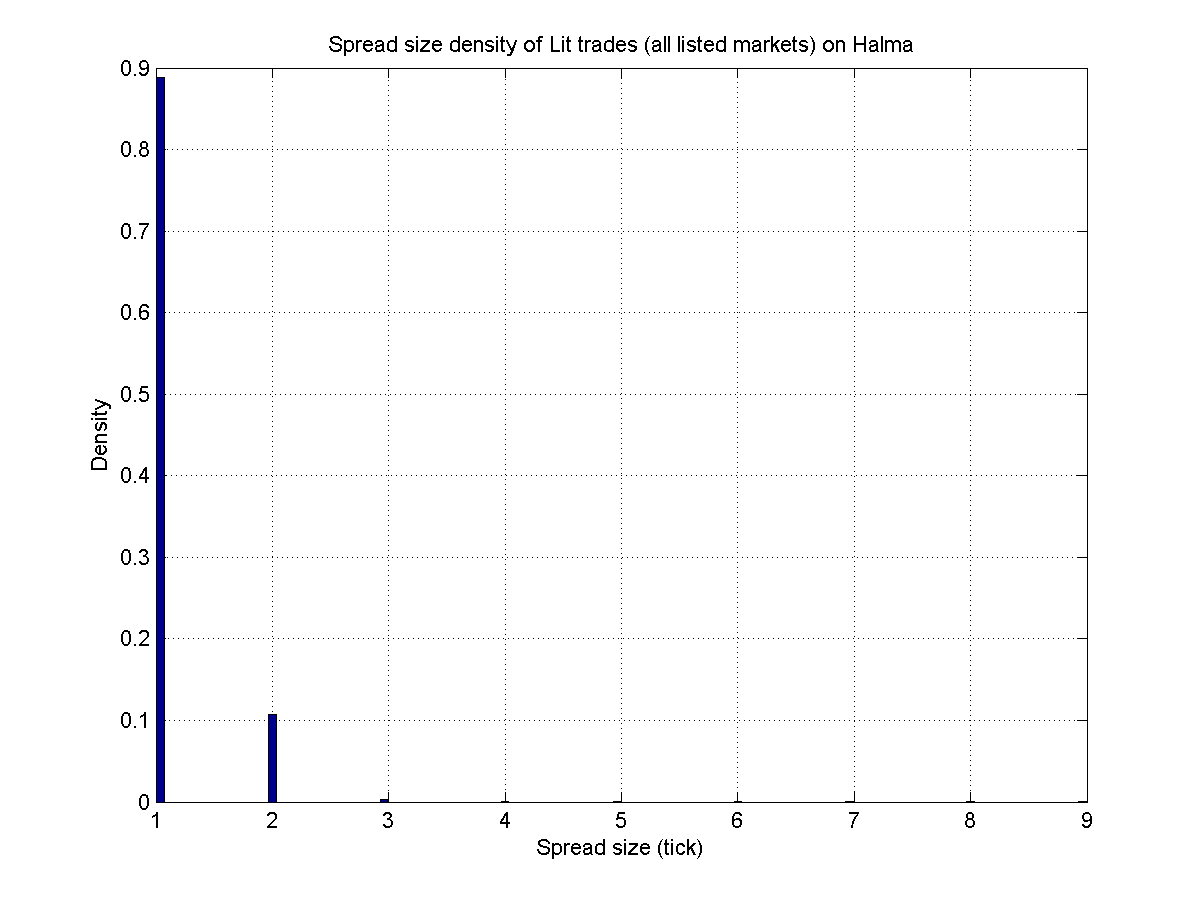 Spread size density of Lit trades (all listed markets) on Halma
0.9
0.8
0.7
0.6
0.5
0.4
0.3
0.2
0.1
0
Density
1 2 3 4 5 6 7 8 9
Spread size (tick)